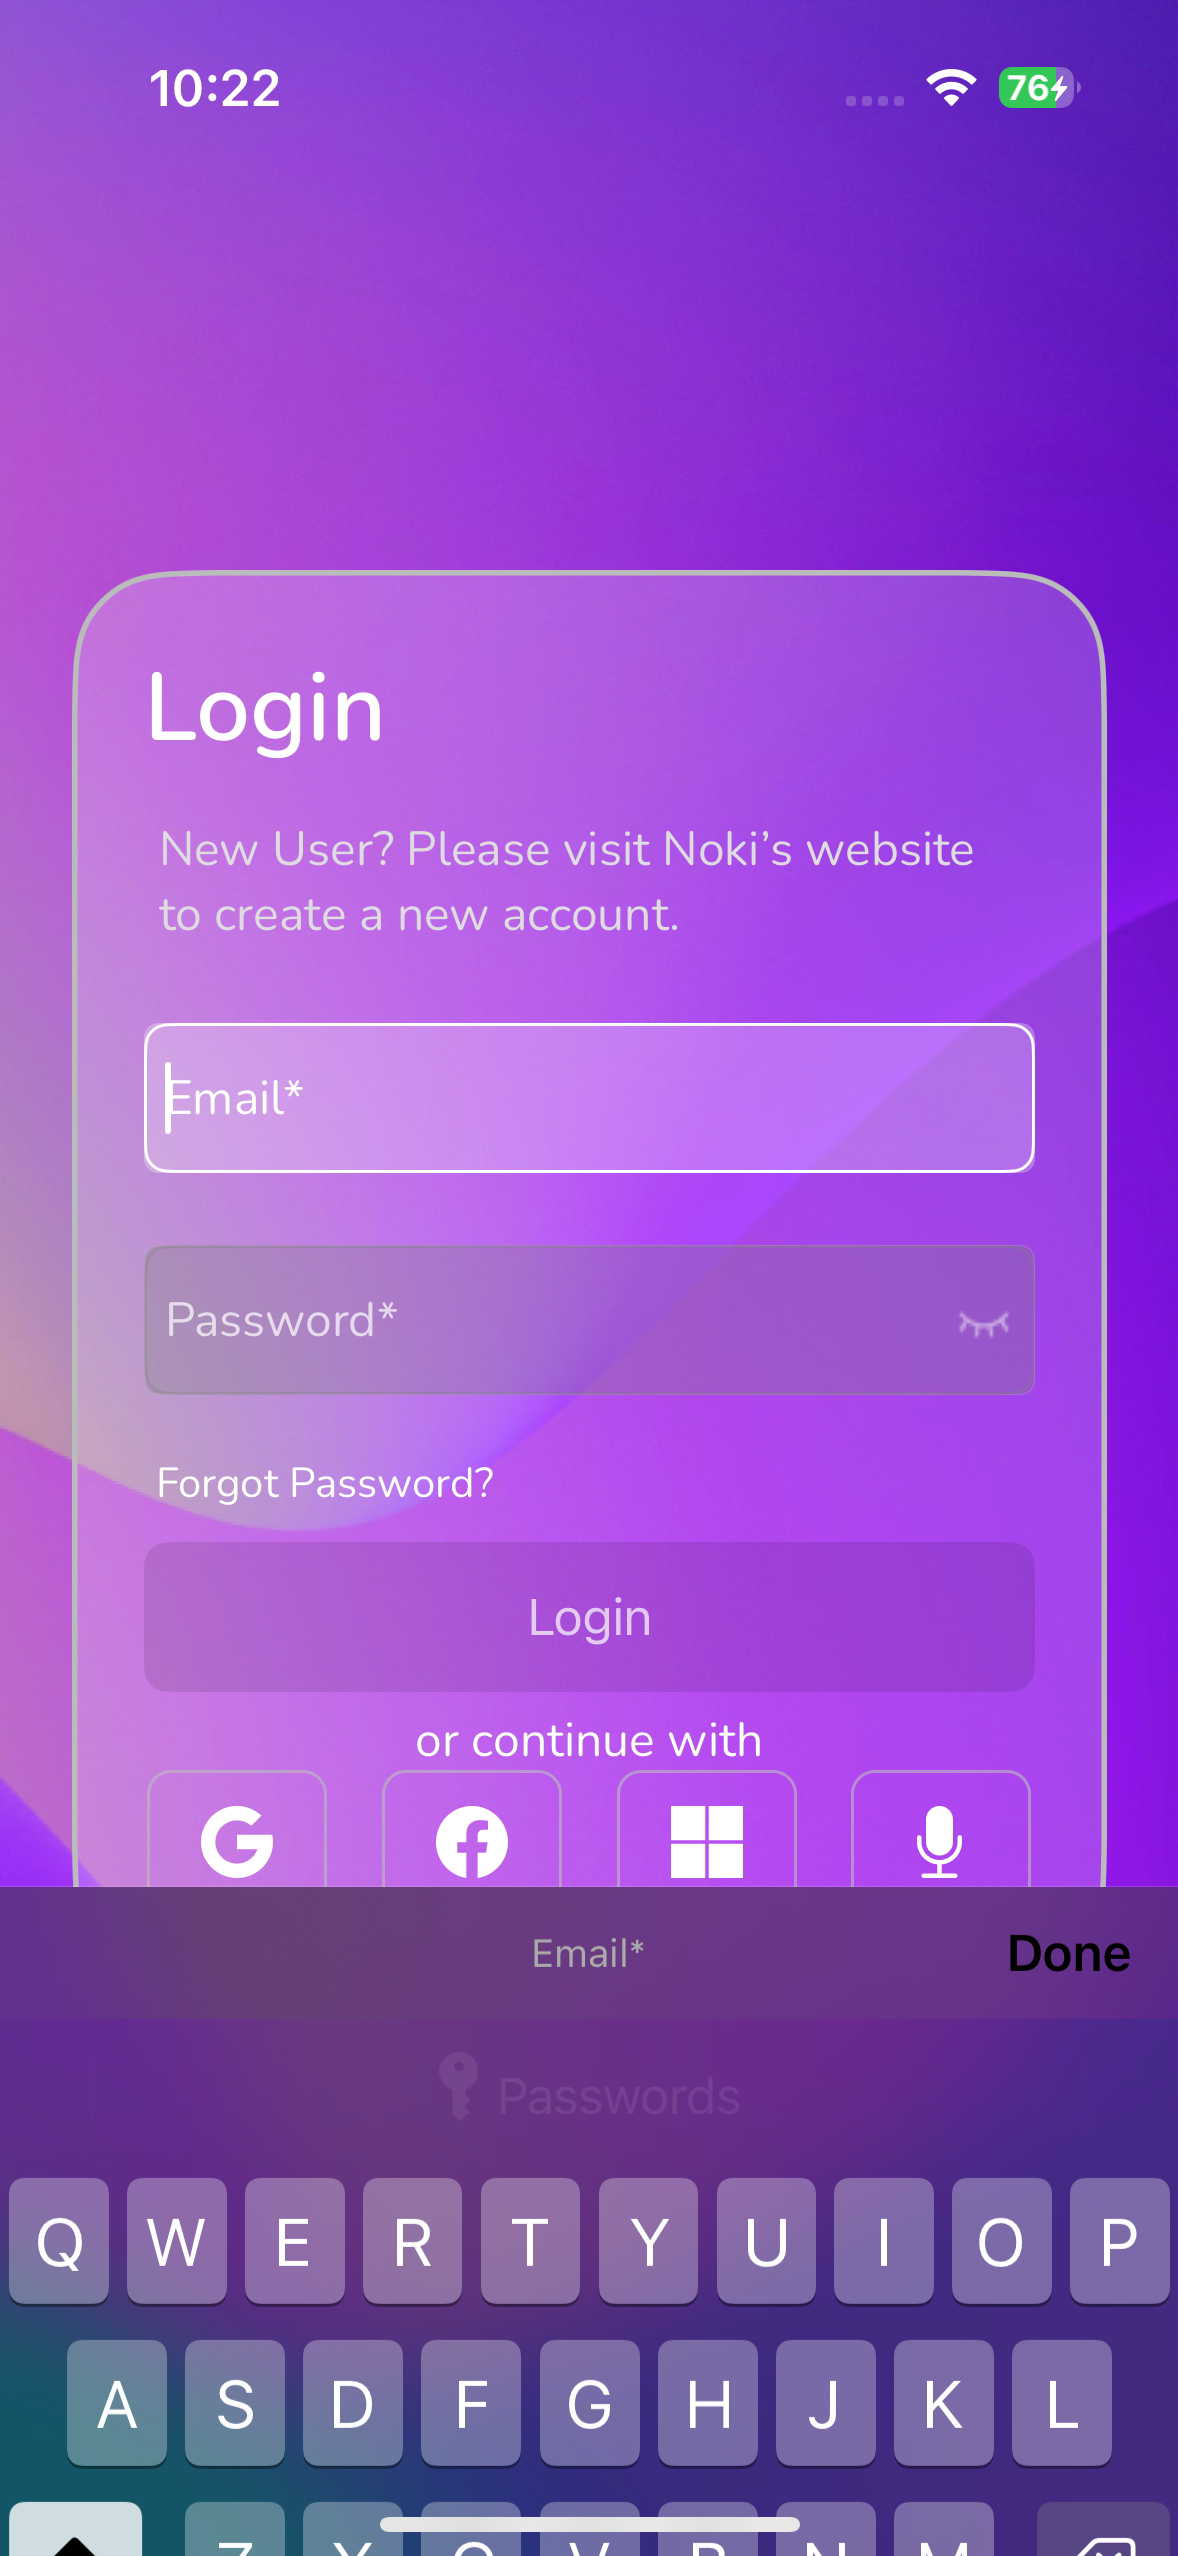 10:22
76
Login
New User? Please visit Noki’s website
to create a new account.
Email*
Password*
Forgot Password?
Login
or continue with
Email*
Done
Passwords
Q W E R T Y U I O P
A S D F G H J K L
Z X C V B N M